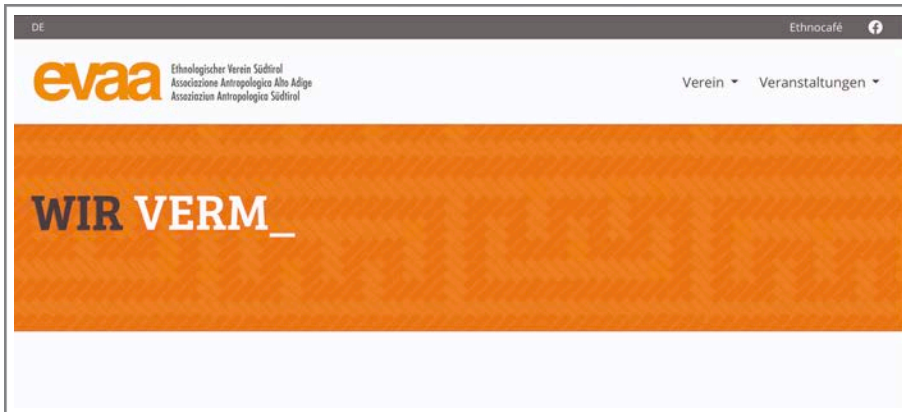 DE
Ethnocafé
evaa
Ethnologischer Verein Südtirol
Associazione Antropologica Alto Adige
Assoziaziun Antropologica Südtirol
Verein
Veranstaltungen
WIR VERM_